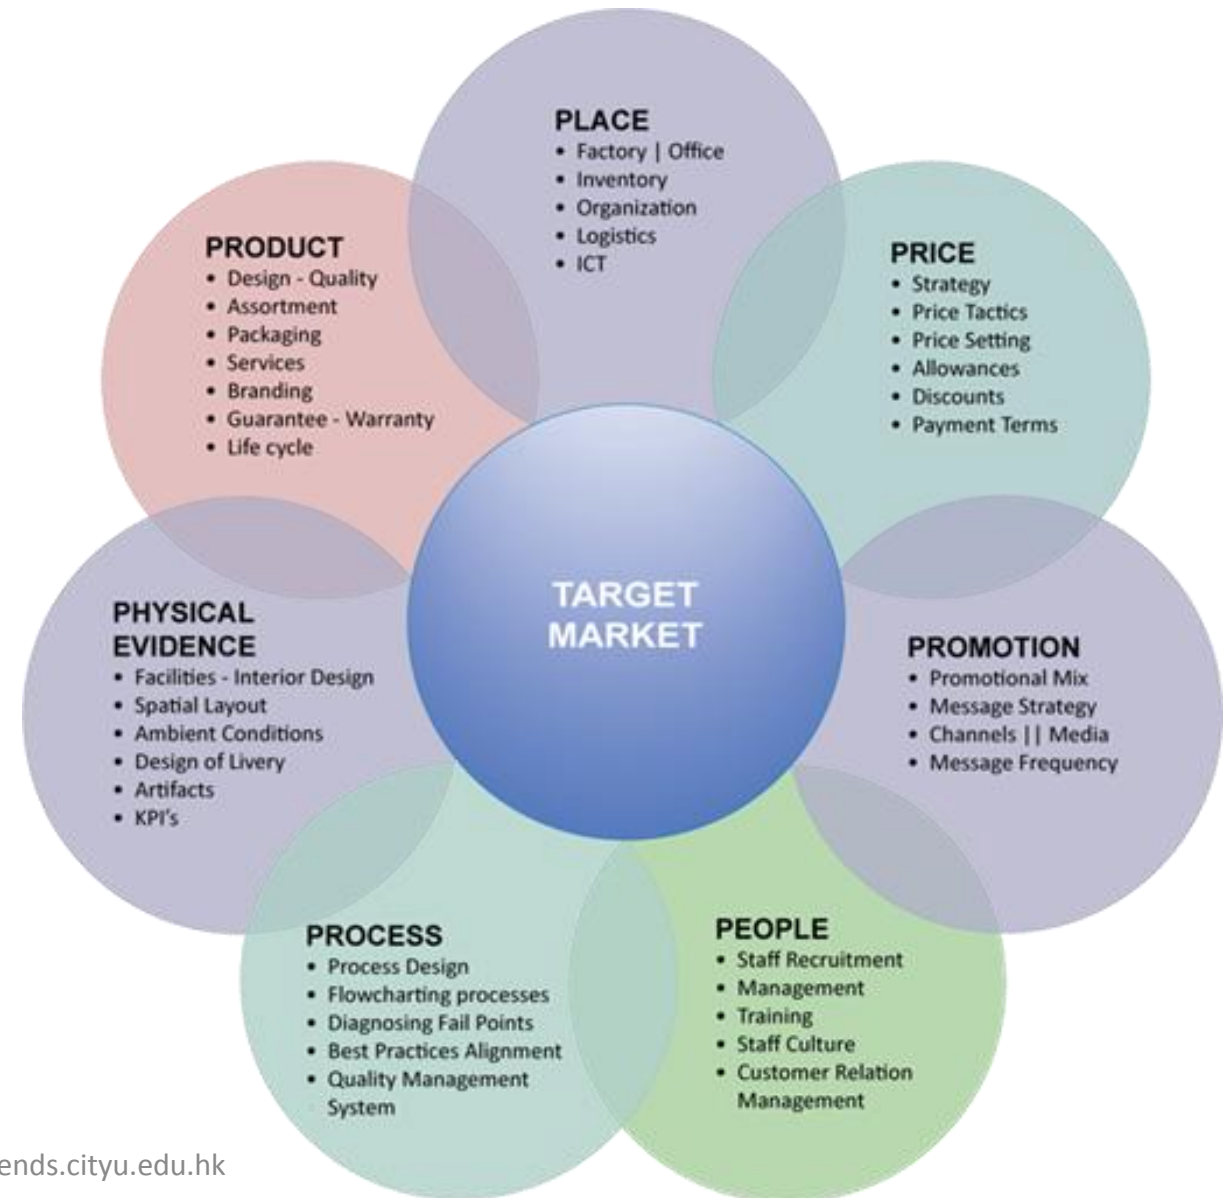 PLACE
• Factory | Office
• Inventory
• Organization
• Logistics
• ICT
PRODUCT
• Design - Quality
• Assortment
• Packaging
• Services
• Branding
• Guarantee - Warranty
• Life cycle
PRICE
• Strategy
• Price Tactics
• Price Setting
• Allowances
• Discounts
• Payment Terms
TARGET
MARKET
PHYSICAL
EVIDENCE
• Facilities - Interior Design
• Spatial Layout
• Ambient Conditions
• Design of Livery
• Artifacts
• KPI's
PROMOTION
• Promotional Mix
• Message Strategy
• Channels || Media
• Message Frequency
PROCESS
• Process Design
• Flowcharting processes
• Diagnosing Fail Points
• Best Practices Alignment
• Quality Management
System
PEOPLE
• Staff Recruitment
• Management
• Training
• Staff Culture
• Customer Relation
Management
ends.cityu.edu.hk